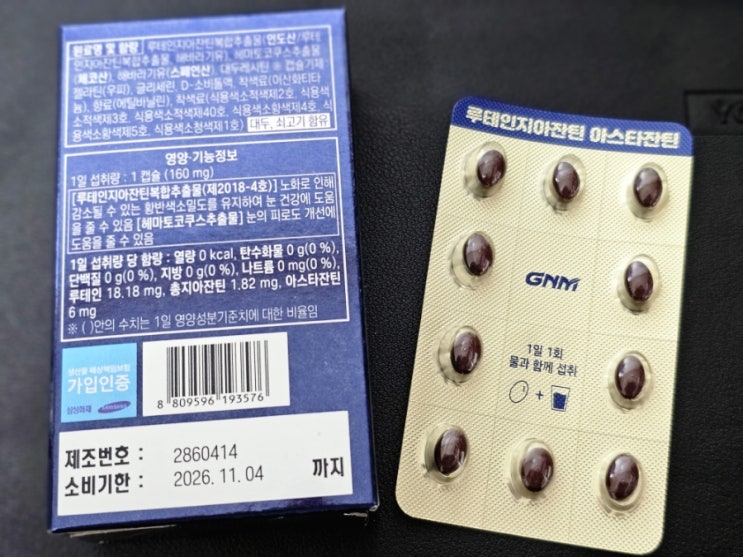 원료명 및 함량 루테인지아잔틴복합추출물(인도산/루테
인지아잔틴복합추출물, 해바라기유), 헤마토코쿠스추출물
(체코산), 해바라기유(스페인산), 대두레시틴 ※ 캡슐기제
[젤라틴(우피), 글리세린, D-소비톨액, 착색료(이산화티타
늄), 향료(에틸바닐린), 착색료(식용색소적색제2호, 식용색
소적색제3호, 식용색소적색제40호, 식용색소황색제4호, 식
용색소황색제5호, 식용색소청색제1호)] 대두, 쇠고기 함유
영양·기능정보
1일 섭취량 : 1 캡슐 (160 mg)
[루테인지아잔틴복합추출물(제2018-4호)] 노화로 인해
감소될 수 있는 황반색소밀도를 유지하여 눈 건강에 도움
을 줄 수 있음 [헤마토코쿠스추출물] 눈의 피로도 개선에
도움을 줄 수 있음
1일 섭취량 당 함량 : 열량 0 kcal, 탄수화물 0 g(0 %),
단백질 0 g(0 %), 지방 0 g(0 %), 나트륨 0 mg(0 %),
루테인 18.18 mg, 총지아잔틴 1.82 mg, 아스타잔틴
6 mg
※ ( )안의 수치는 1일 영양성분기준치에 대한 비율임
생산물 배상책임보험
가입인증
삼성화재 SAMSUNG
8 809596 193576
제조번호 : 2860414
소비기한 : 2026. 11. 04 까지
루테인지아잔틴 아스타잔틴
GNM
1일 1회
물과 함께 섭취
+